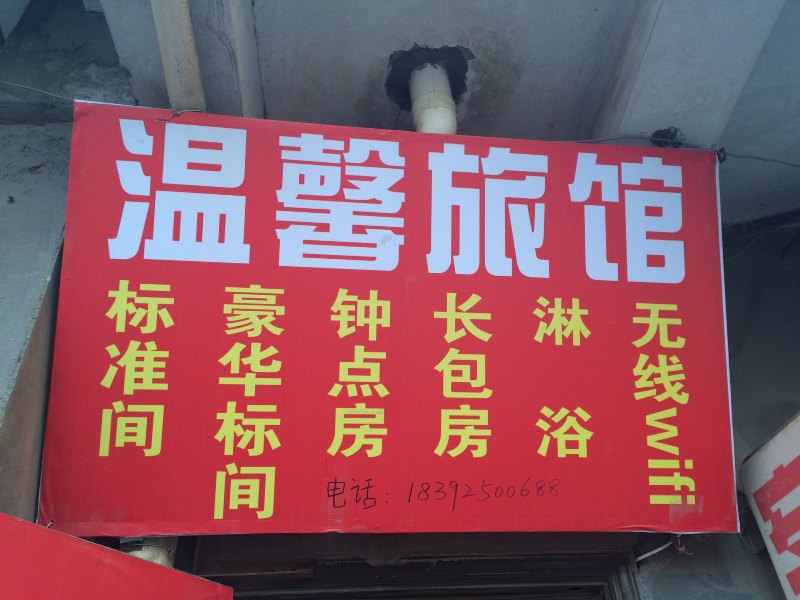 温馨旅馆
标准间
豪华标间
钟点房
长包房
淋浴
无线wifi
电话：18392500688